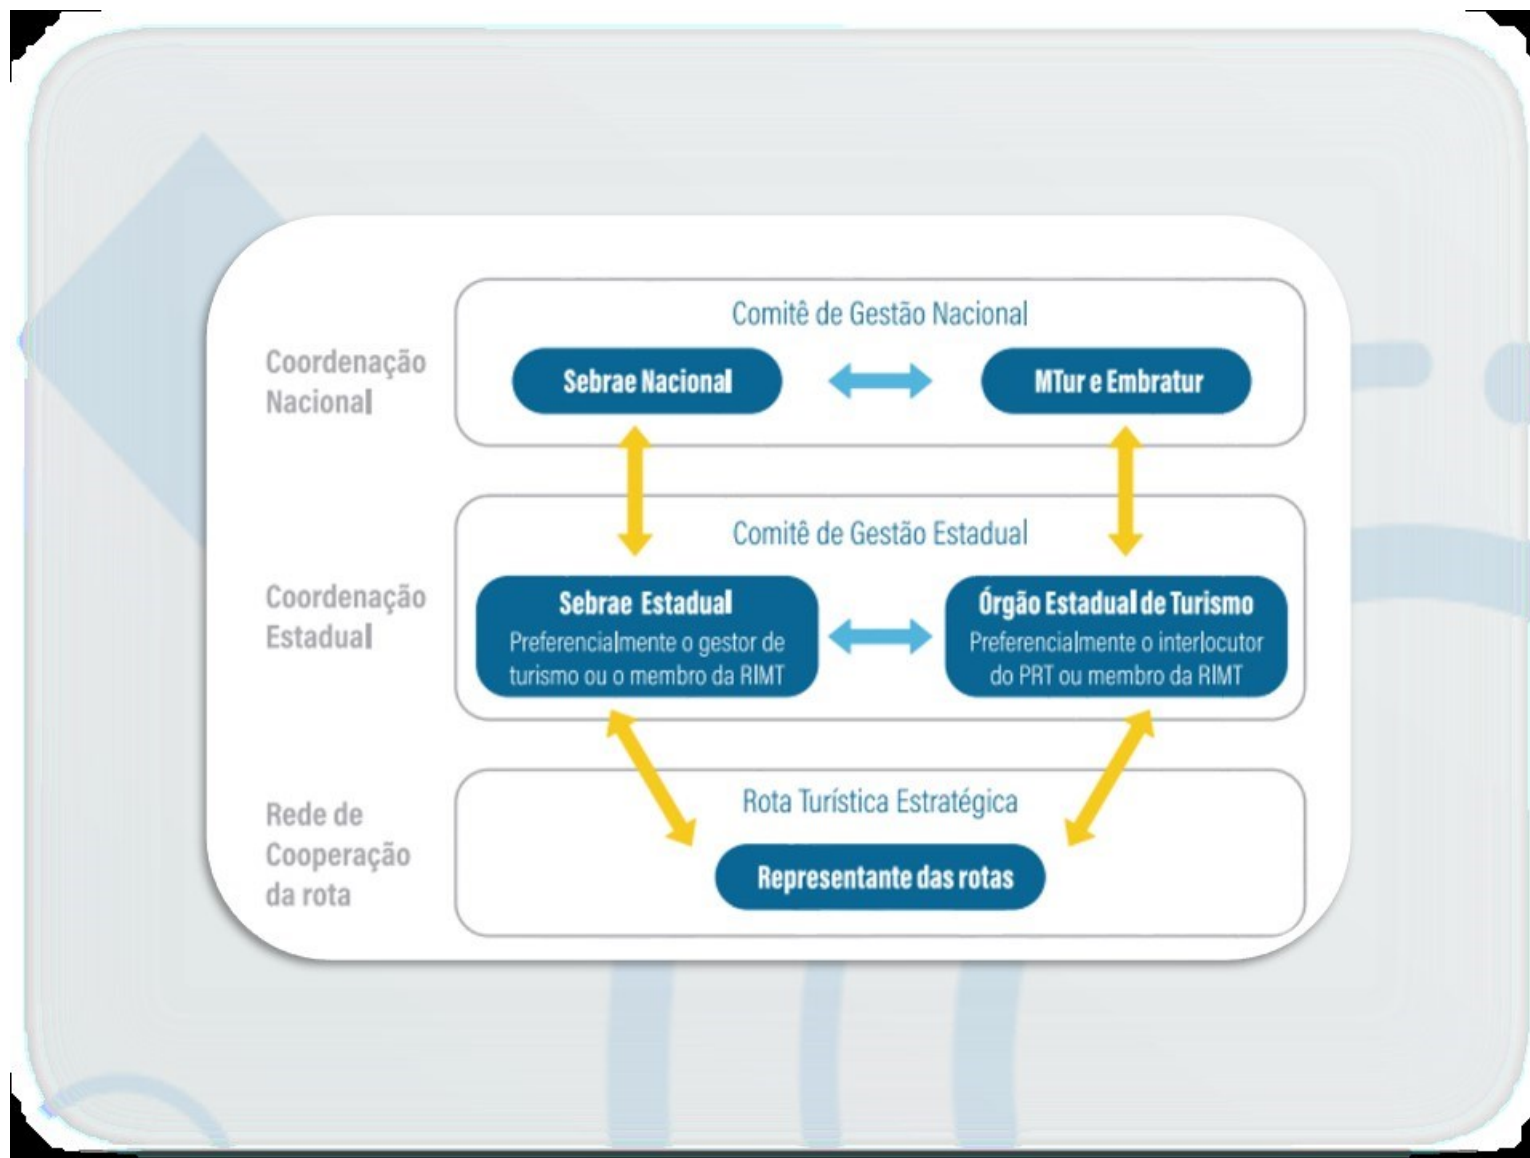 Coordenação
Nacional
Comitê de Gestão Nacional
Sebrae Nacional
MTur e Embratur
Coordenação
Estadual
Comitê de Gestão Estadual
Sebrae Estadual
Preferencialmente o gestor de
turismo ou o membro da RIMT
Órgão Estadual de Turismo
Preferencialmente o interlocutor
do PRT ou membro da RIMT
Rede de
Cooperação
da rota
Rota Turística Estratégica
Representante das rotas